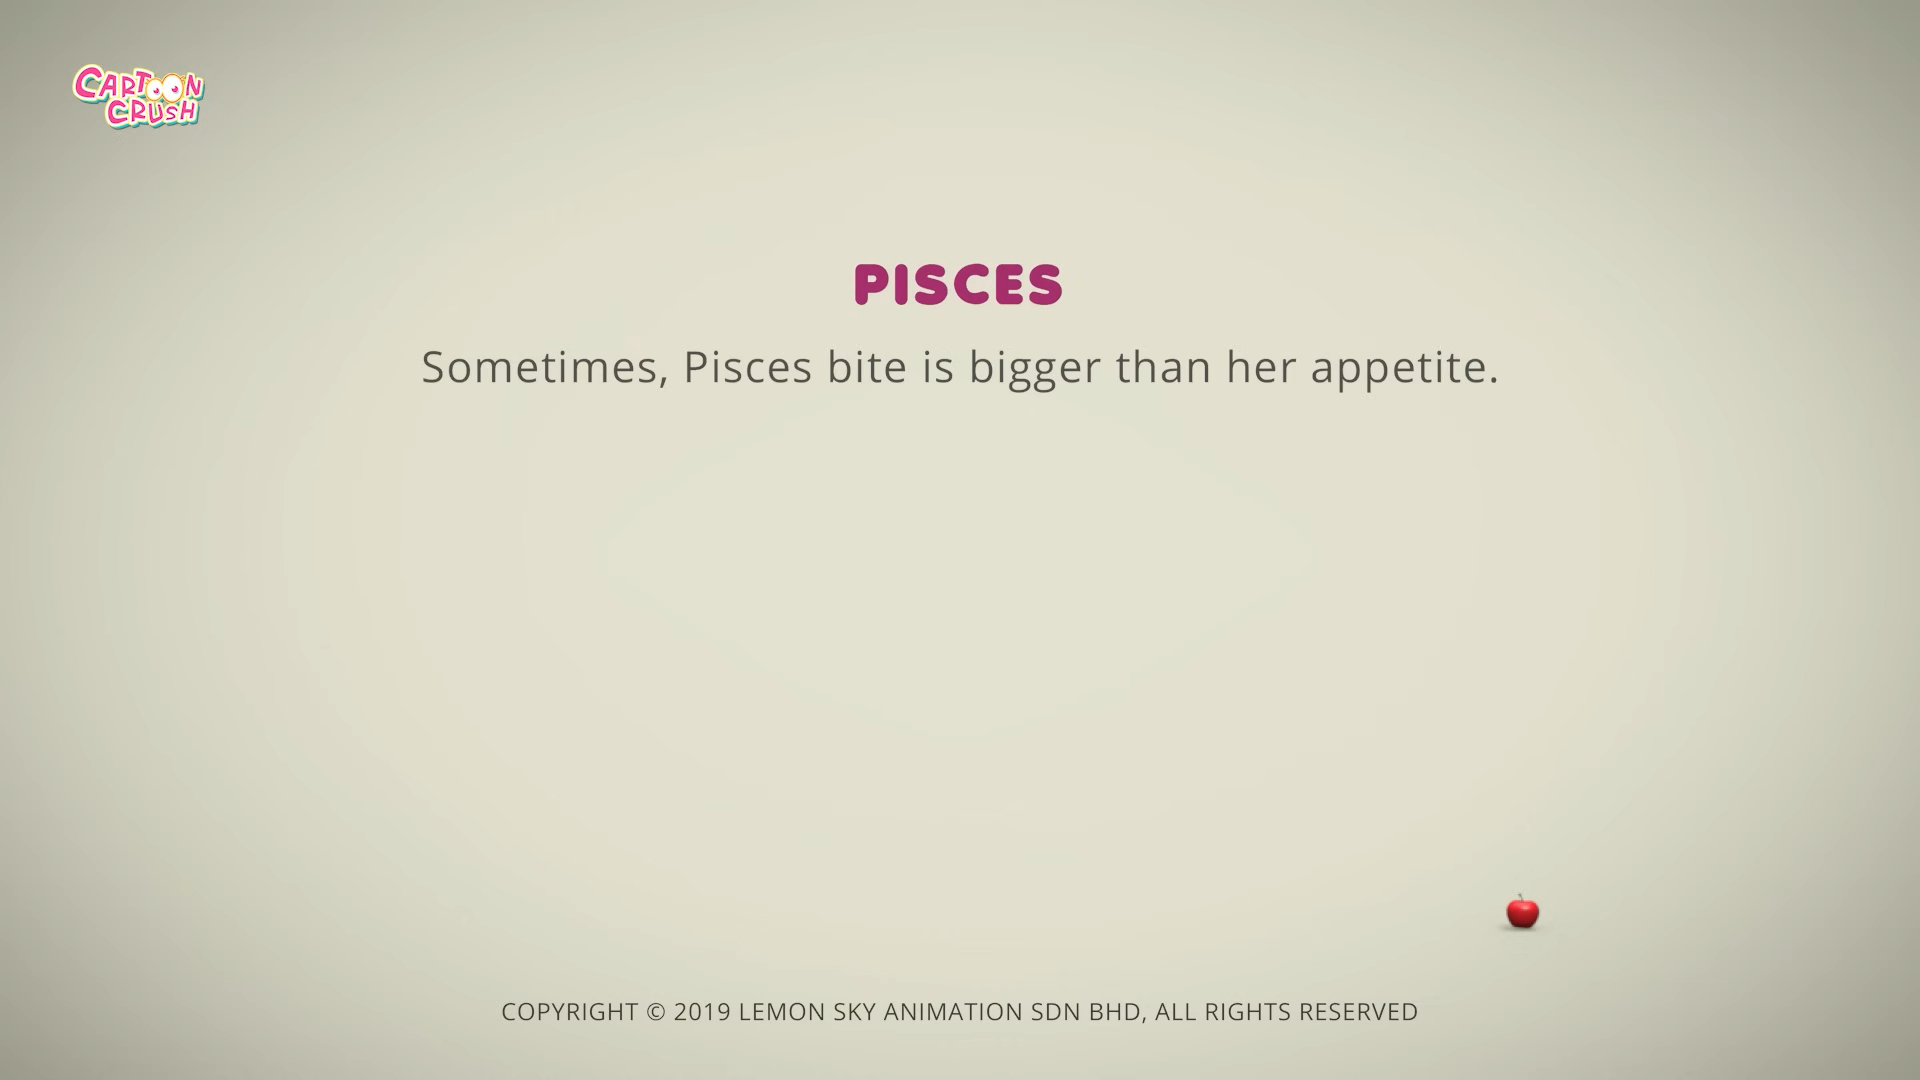 CARTOON
CRUSH
PISCES
Sometimes, Pisces bite is bigger than her appetite.
COPYRIGHT © 2019 LEMON SKY ANIMATION SDN BHD, ALL RIGHTS RESERVED